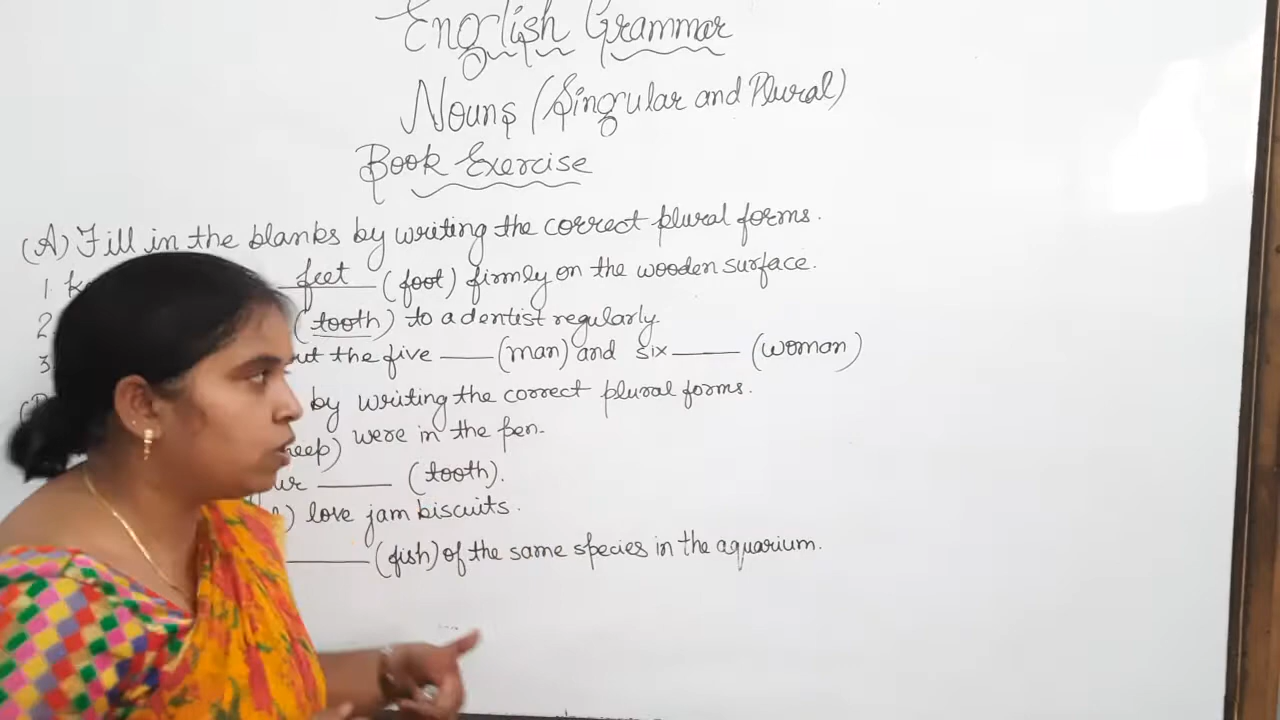 English Grammar
Nouns (Singular and Plural)
Book Exercise
(A) Fill in the blanks by writing the correct plural forms.
1. feet (foot) firmly on the wooden surface.
2. (tooth) to a dentist regularly.
3. the five ____ (man) and six ____ (woman)
by writing the correct plural forms.
were in the pen.
____ (tooth).
love jam biscuits.
____ (fish) of the same species in the aquarium.